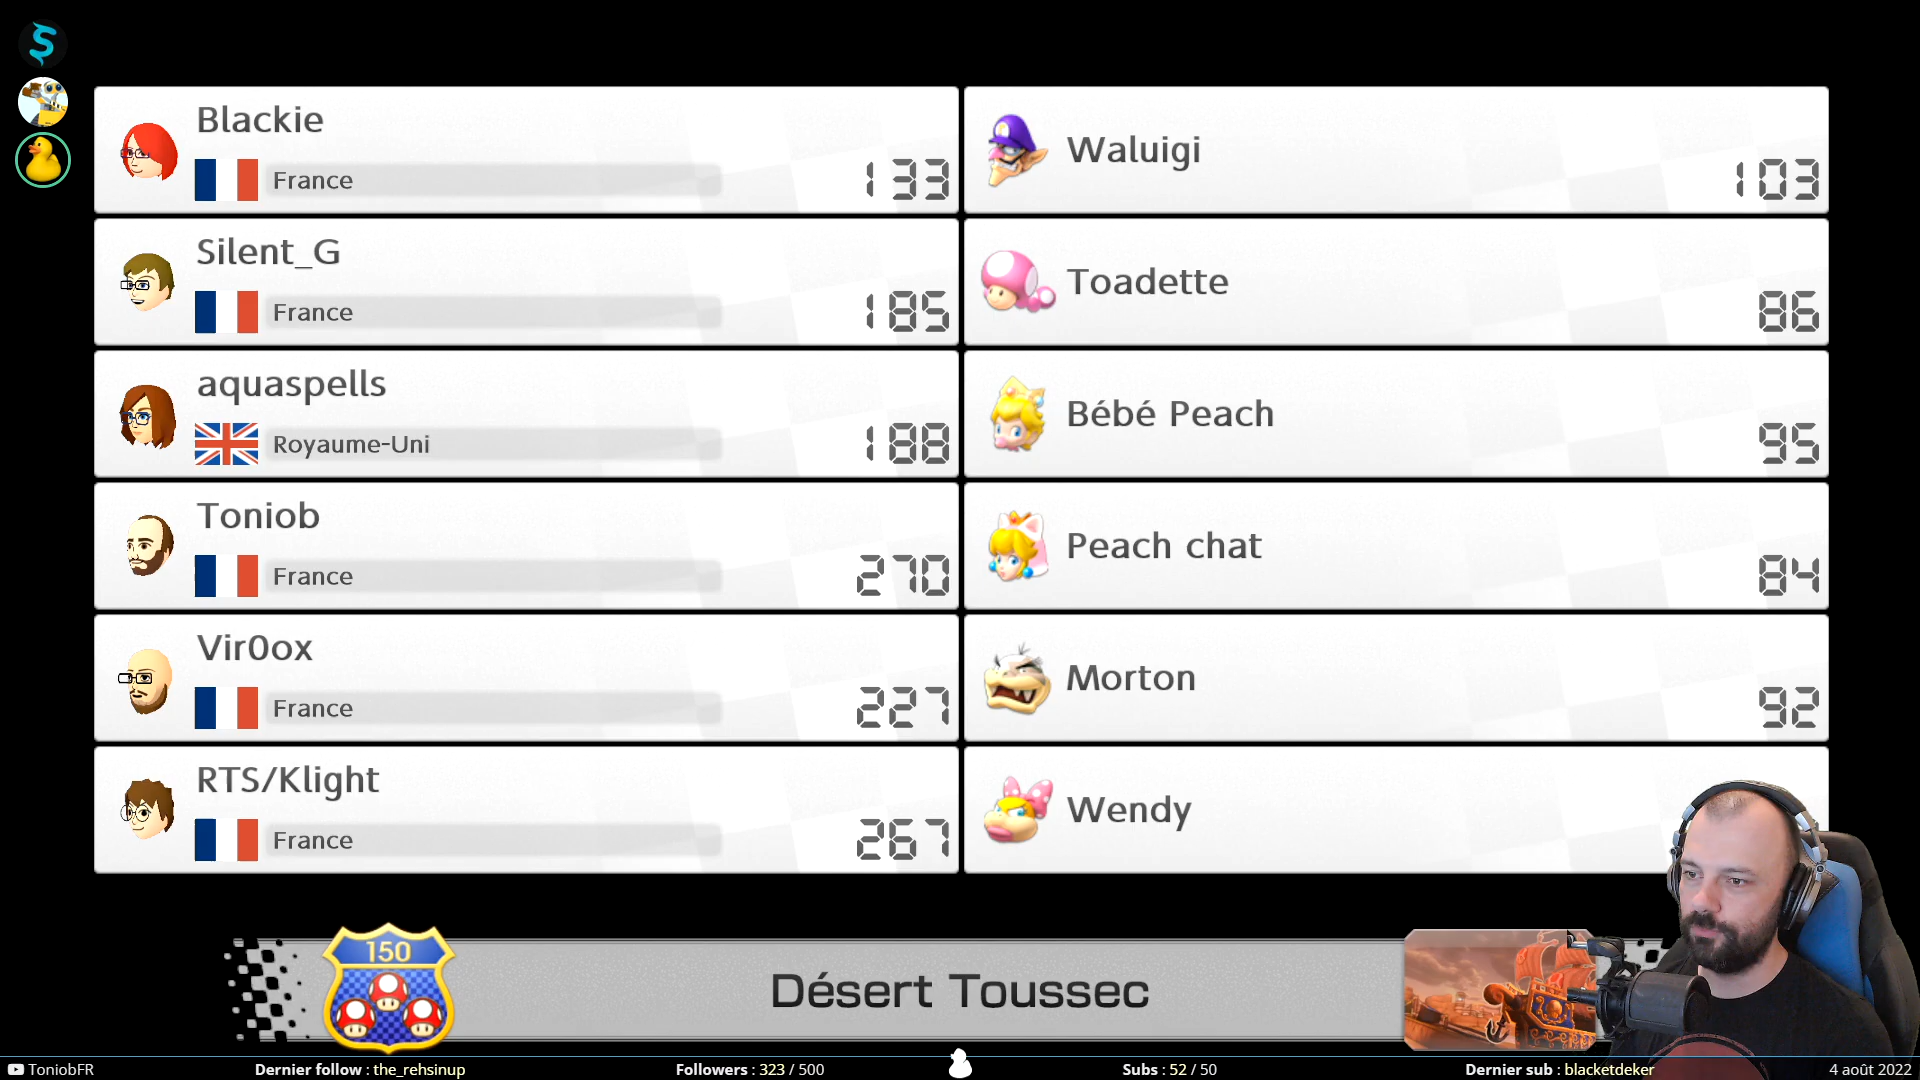 Blackie
France
133
Silent_G
France
185
aquaspells
Royaume-Uni
188
Toniob
France
270
Vir0ox
France
227
RTS/Klight
France
267
Waluigi
103
Toadette
86
Bébé Peach
95
Peach chat
84
Morton
92
Wendy
150
Désert Toussec
ToniobFR
Dernier follow : the_rehsinup
Followers : 323 / 500
Subs : 52 / 50
Dernier sub : blacketdeker
4 août 2022